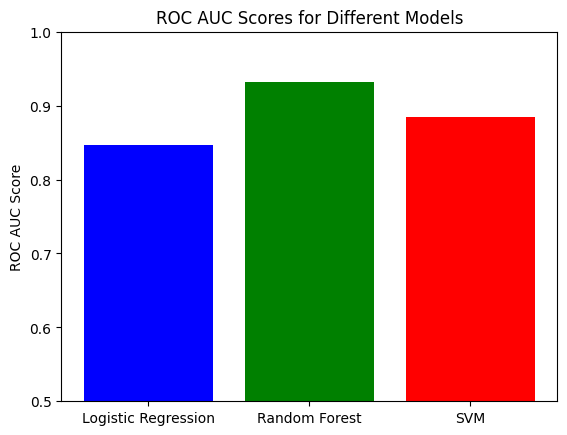 ROC AUC Scores for Different Models
ROC AUC Score
1.0
0.9
0.8
0.7
0.6
0.5
Logistic Regression
Random Forest
SVM